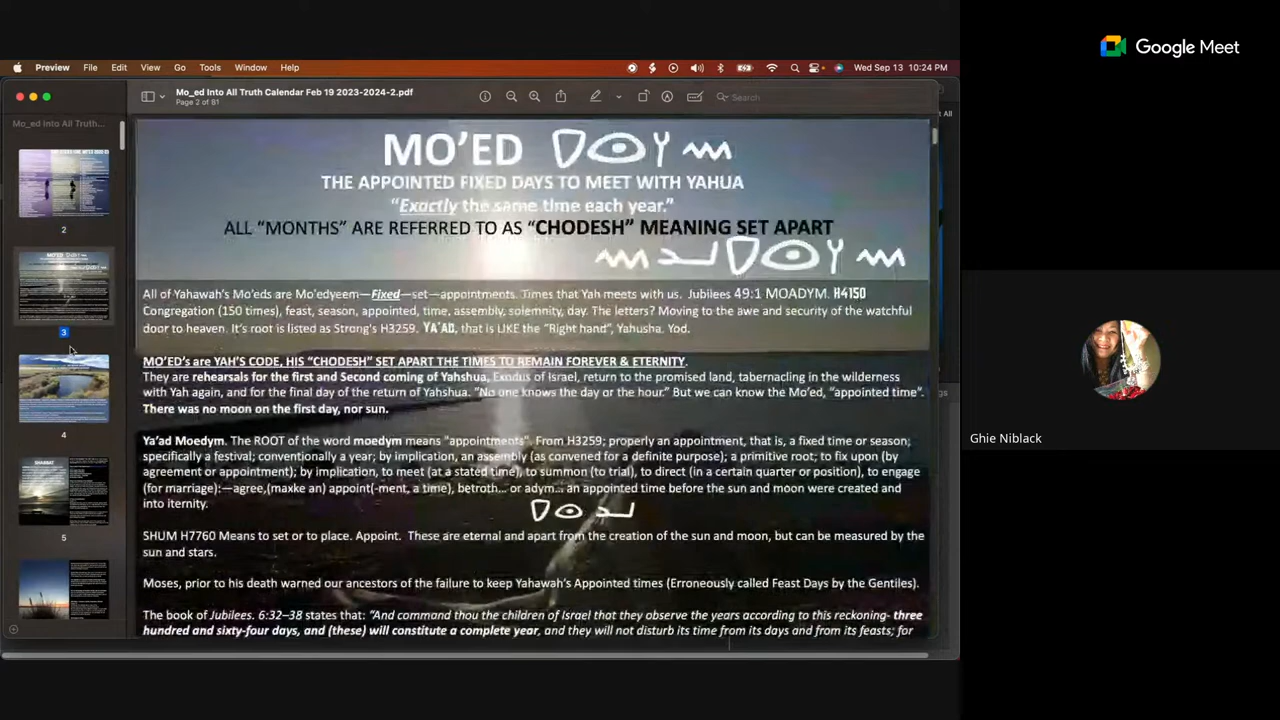 Google Meet
Preview File Edit View Go Tools Window Help Wed Sep 13 10:24 PM
Mo_ed Into All Truth Calendar Feb 19 2023-2024-2.pdf
Page 2 of 81
Search
Mo_ed Into All Truth...
2
3
4
5
MO'ED
THE APPOINTED FIXED DAYS TO MEET WITH YAHUA
"Exactly the same time each year."
ALL "MONTHS" ARE REFERRED TO AS "CHODESH" MEANING SET APART
All of Yahawah's Mo'eds are Mo'edyeem—Fixed—set—appointments. Times that Yah meets with us. Jubilees 49:1 MOADYM. H4150
Congregation (150 times), feast, season, appointed, time, assembly, solemnity, day. The letters? Moving to the awe and security of the watchful
door to heaven. It's root is listed as Strong's H3259. YA'AD, that is LIKE the "Right hand", Yahusha. Yod.
MO'ED's are YAH'S CODE, HIS "CHODESH" SET APART THE TIMES TO REMAIN FOREVER & ETERNITY.
They are rehearsals for the first and Second coming of Yahshua, Exodus of Israel, return to the promised land, tabernacling in the wilderness
with Yah again, and for the final day of the return of Yahshua. "No one knows the day or the hour." But we can know the Mo'ed, "appointed time".
There was no moon on the first day, nor sun.
Ya'ad Moedym. The ROOT of the word moedym means "appointments". From H3259; properly an appointment, that is, a fixed time or season;
specifically a festival; conventionally a year; by implication, an assembly (as convened for a definite purpose); a primitive root; to fix upon (by
agreement or appointment); by implication, to meet (at a stated time), to summon (to trial), to direct (in a certain quarter or position), to engage
(for marriage):—agree,(maxke an) appoint(-ment, a time), betroth... or adym... an appointed time before the sun and moon were created and
into iternity.
SHUM H7760 Means to set or to place. Appoint. These are eternal and apart from the creation of the sun and moon, but can be measured by the
sun and stars.
Moses, prior to his death warned our ancestors of the failure to keep Yahawah's Appointed times (Erroneously called Feast Days by the Gentiles).
The book of Jubilees. 6:32–38 states that: "And command thou the children of Israel that they observe the years according to this reckoning- three
hundred and sixty-four days, and (these) will constitute a complete year, and they will not disturb its time from its days and from its feasts; for
Ghie Niblack